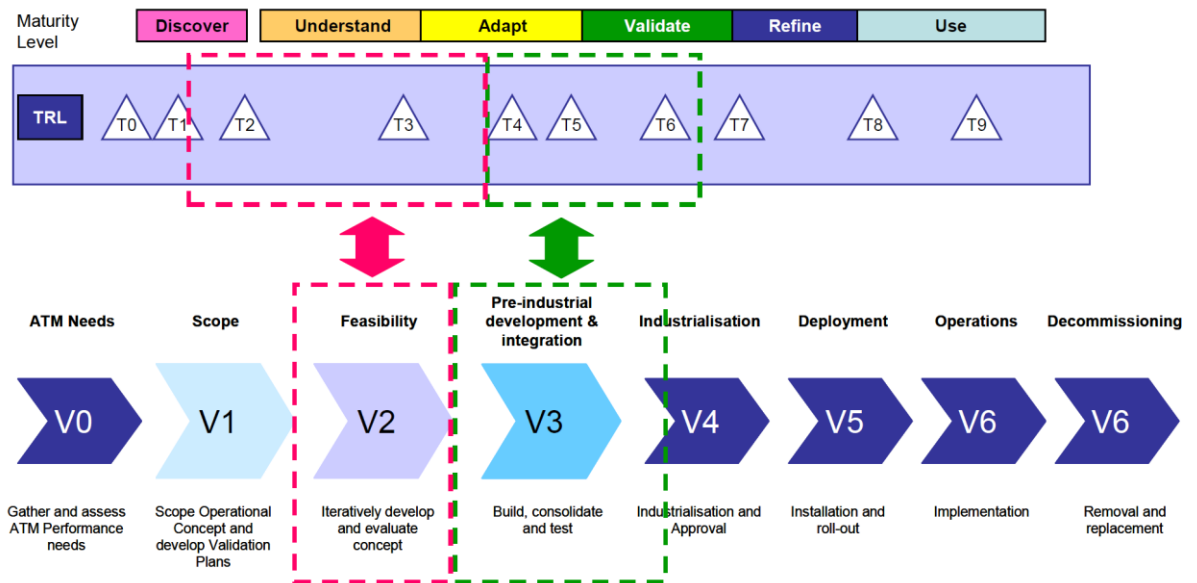 Maturity
Level
Discover
Understand
Adapt
Validate
Refine
Use
TRL
T0
T1
T2
T3
T4
T5
T6
T7
T8
T9
ATM Needs
Scope
Feasibility
Pre-industrial
development &
integration
Industrialisation
Deployment
Operations
Decommissioning
V0
V1
V2
V3
V4
V5
V6
V6
Gather and assess
ATM Performance
needs
Scope Operational
Concept and
develop Validation
Plans
Iteratively develop
and evaluate
concept
Build, consolidate
and test
Industrialisation and
Approval
Installation and
roll-out
Implementation
Removal and
replacement